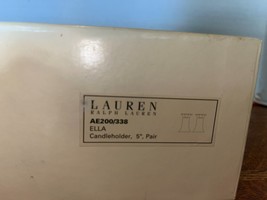 LAUREN
RALPH LAUREN
AE200/338
ELLA
Candleholder, 5", Pair